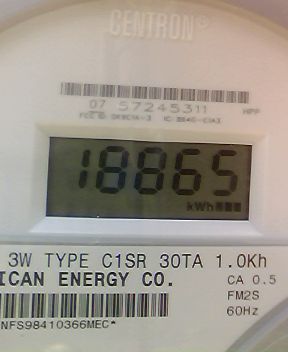 CENTRON®
07 57245311
HPP
18865
kWh
3W TYPE C1SR 30TA 1.0Kh
ICAN ENERGY CO.
CA 0.5
FM2S
60Hz
NFS98410366MEC*